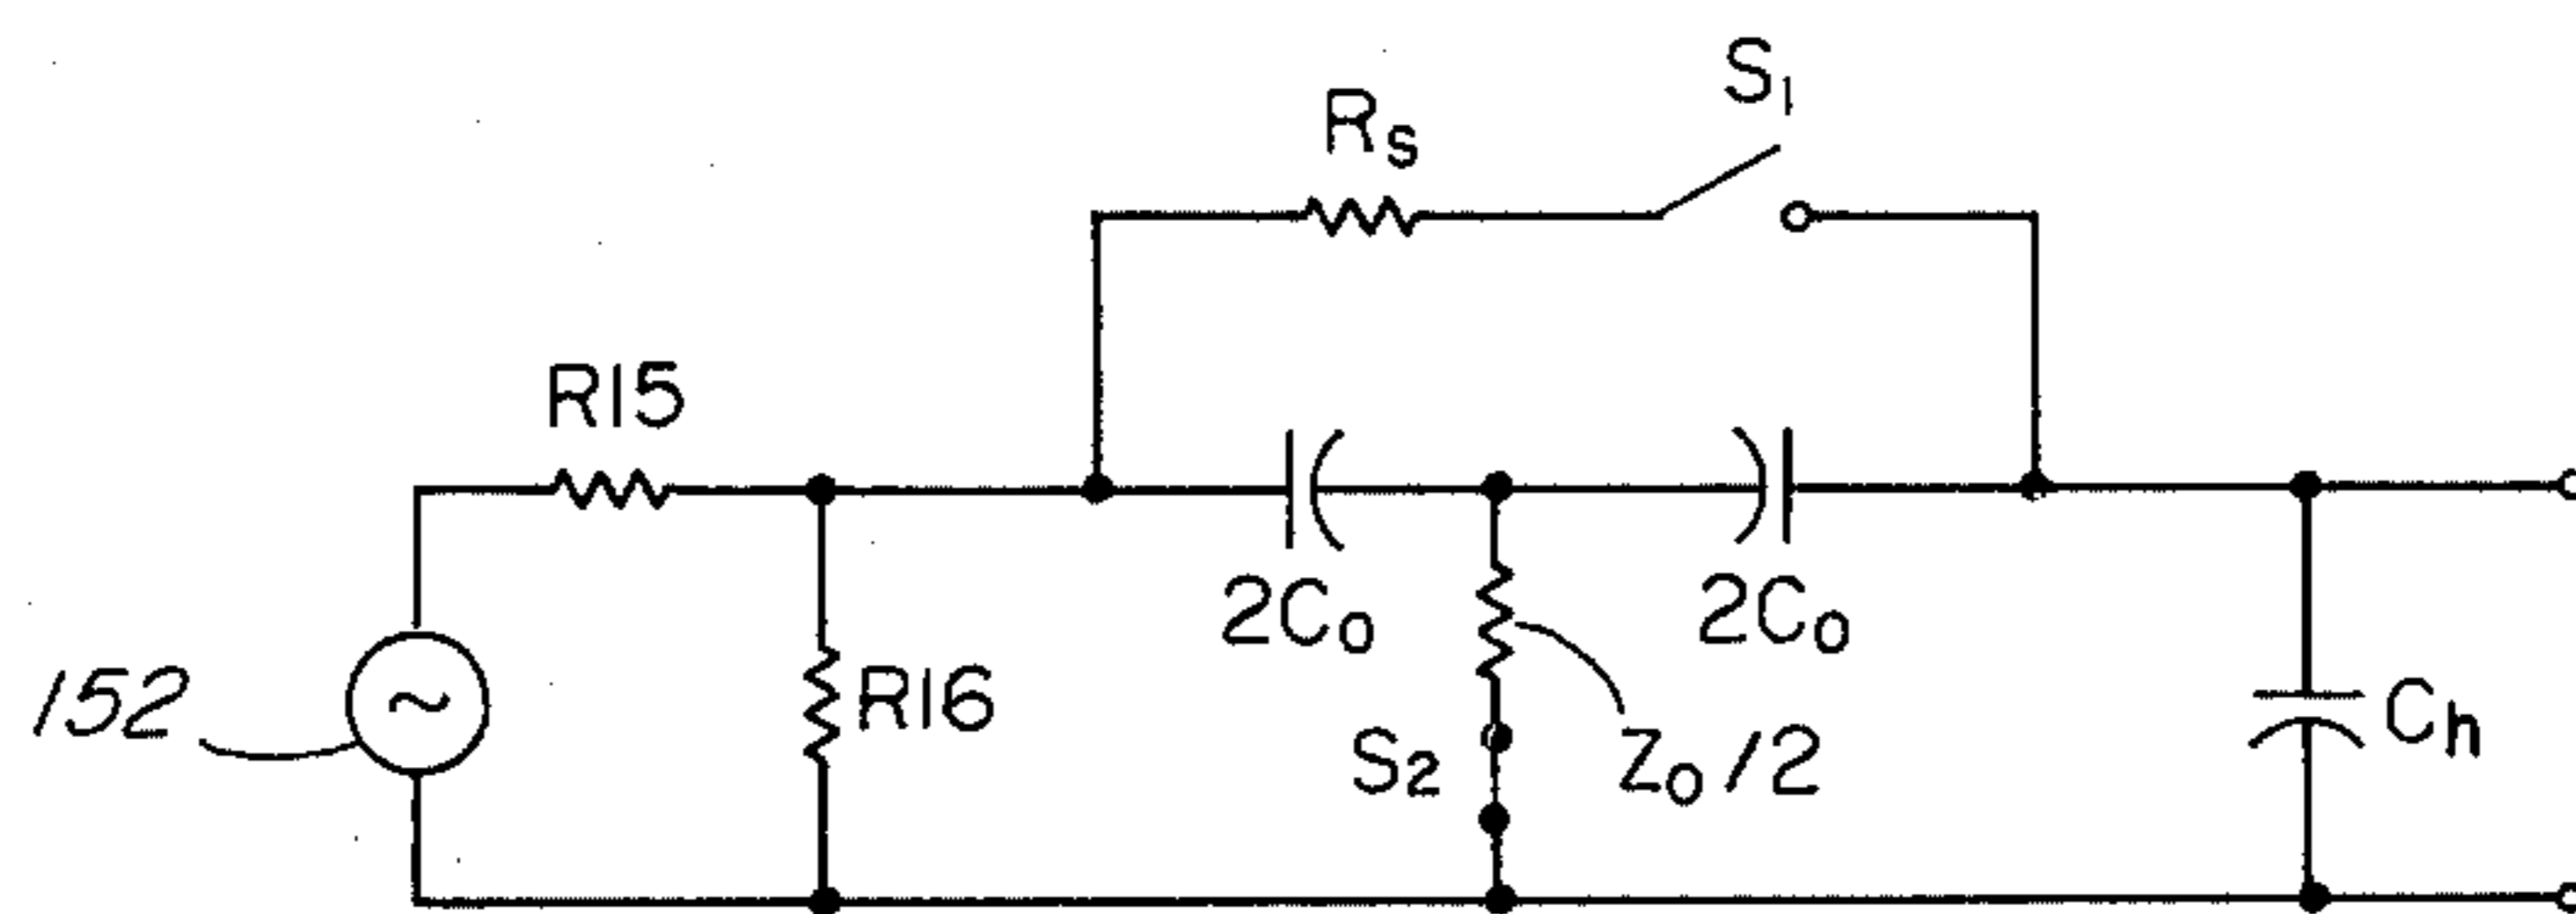 S₁
Rₛ
R15
2C₀
2C₀
152
R16
S₂
Z₀/2
Cₕ